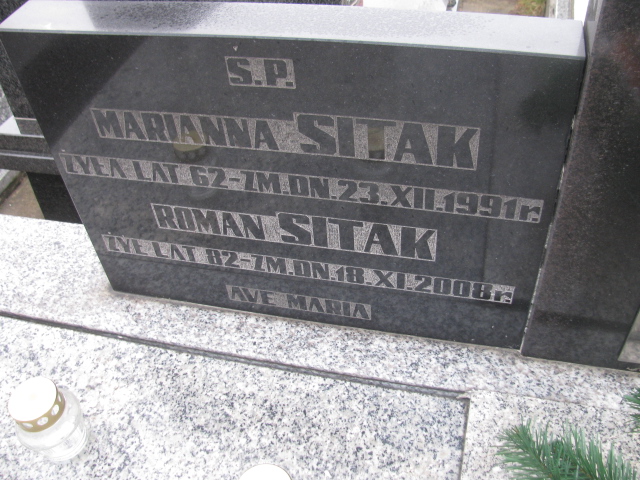 Ś.P.
MARIANNA SITAK
ŻYŁA LAT 62-ZM.DN.23.XII.1991r.
ROMAN SITAK
ŻYŁ LAT 82-ZM.DN.18.XI.2008r.
AVE MARIA